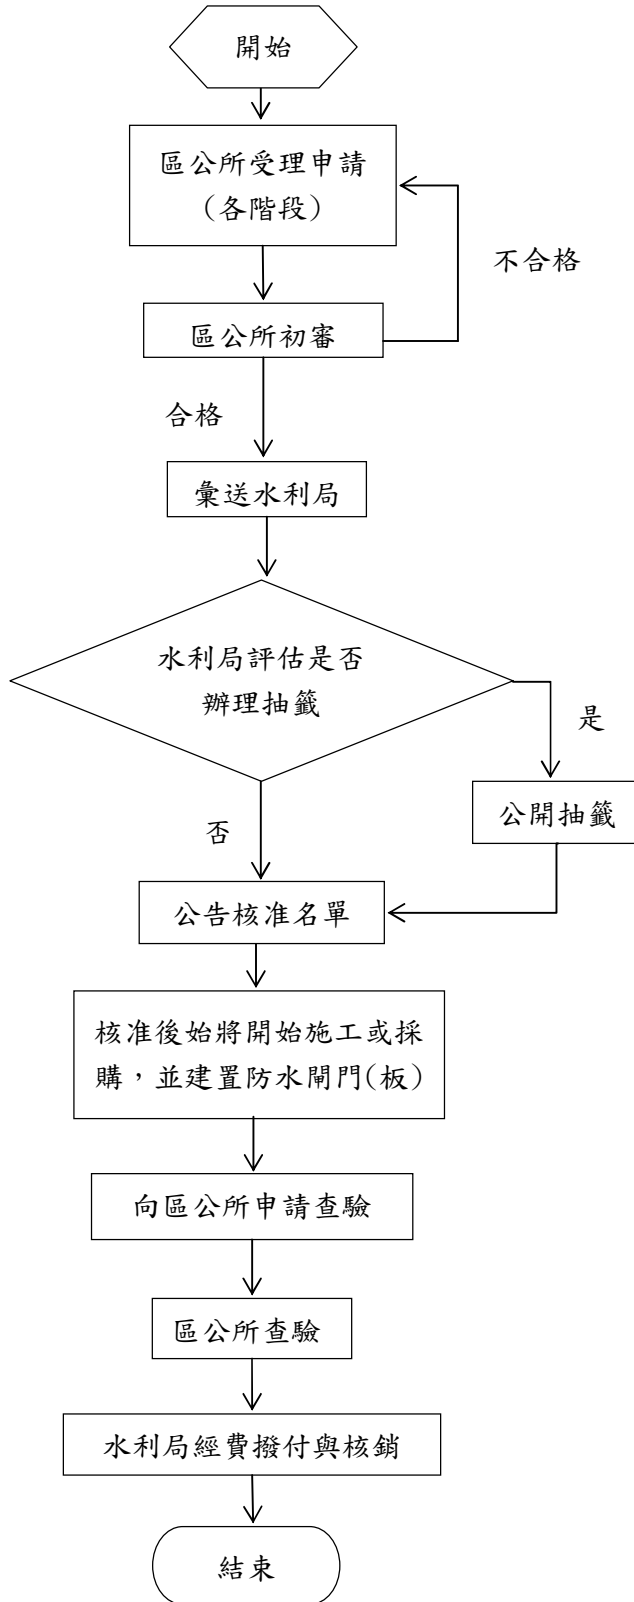 開始
區公所受理申請
(各階段)
不合格
區公所初審
合格
彙送水利局
水利局評估是否
辦理抽籤
是
公開抽籤
否
公告核准名單
核准後始將開始施工或採
購，並建置防水閘門(板)
向區公所申請查驗
區公所查驗
水利局經費撥付與核銷
結束